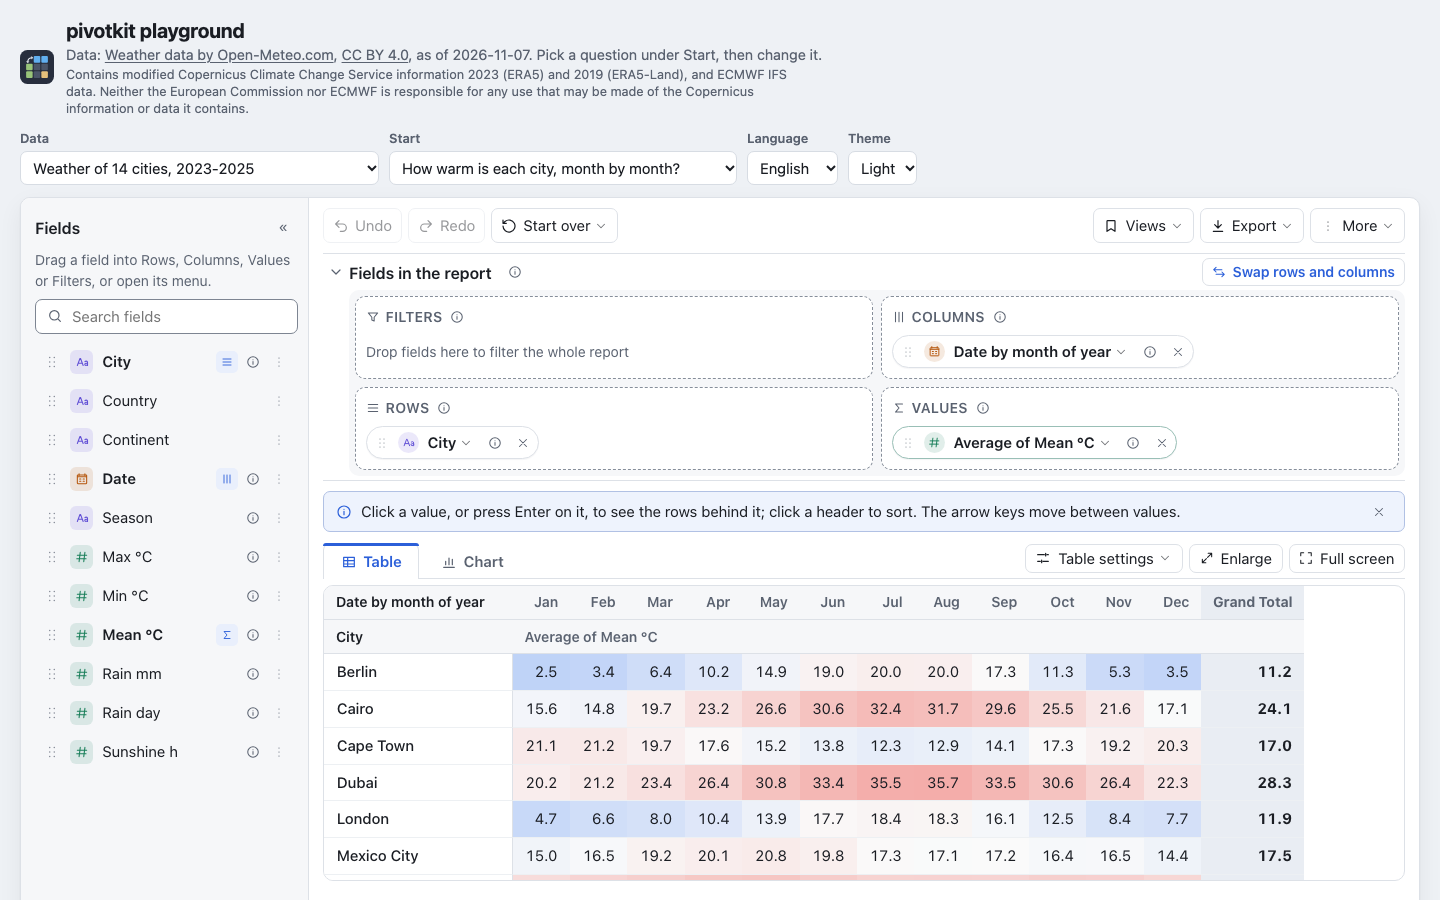 pivotkit playground
Data: Weather data by Open-Meteo.com, CC BY 4.0, as of 2026-11-07. Pick a question under Start, then change it.
Contains modified Copernicus Climate Change Service information 2023 (ERA5) and 2019 (ERA5-Land), and ECMWF IFS
data. Neither the European Commission nor ECMWF is responsible for any use that may be made of the Copernicus
information or data it contains.
Data Start Language Theme
Weather of 14 cities, 2023-2025 How warm is each city, month by month? English Light
Fields «
Drag a field into Rows, Columns, Values
or Filters, or open its menu.
Search fields
Aa City
Aa Country
Aa Continent
Date
Aa Season
# Max °C
# Min °C
# Mean °C Σ
# Rain mm
# Rain day
# Sunshine h
Undo Redo Start over Views Export More
Fields in the report Swap rows and columns
FILTERS
Drop fields here to filter the whole report
COLUMNS
Date by month of year
ROWS
Aa City
Σ VALUES
# Average of Mean °C
Click a value, or press Enter on it, to see the rows behind it; click a header to sort. The arrow keys move between values.
Table Chart Table settings Enlarge Full screen
Date by month of year Jan Feb Mar Apr May Jun Jul Aug Sep Oct Nov Dec Grand Total
City Average of Mean °C
Berlin 2.5 3.4 6.4 10.2 14.9 19.0 20.0 20.0 17.3 11.3 5.3 3.5 11.2
Cairo 15.6 14.8 19.7 23.2 26.6 30.6 32.4 31.7 29.6 25.5 21.6 17.1 24.1
Cape Town 21.1 21.2 19.7 17.6 15.2 13.8 12.3 12.9 14.1 17.3 19.2 20.3 17.0
Dubai 20.2 21.2 23.4 26.4 30.8 33.4 35.5 35.7 33.5 30.6 26.4 22.3 28.3
London 4.7 6.6 8.0 10.4 13.9 17.7 18.4 18.3 16.1 12.5 8.4 7.7 11.9
Mexico City 15.0 16.5 19.2 20.1 20.8 19.8 17.3 17.1 17.2 16.4 16.5 14.4 17.5